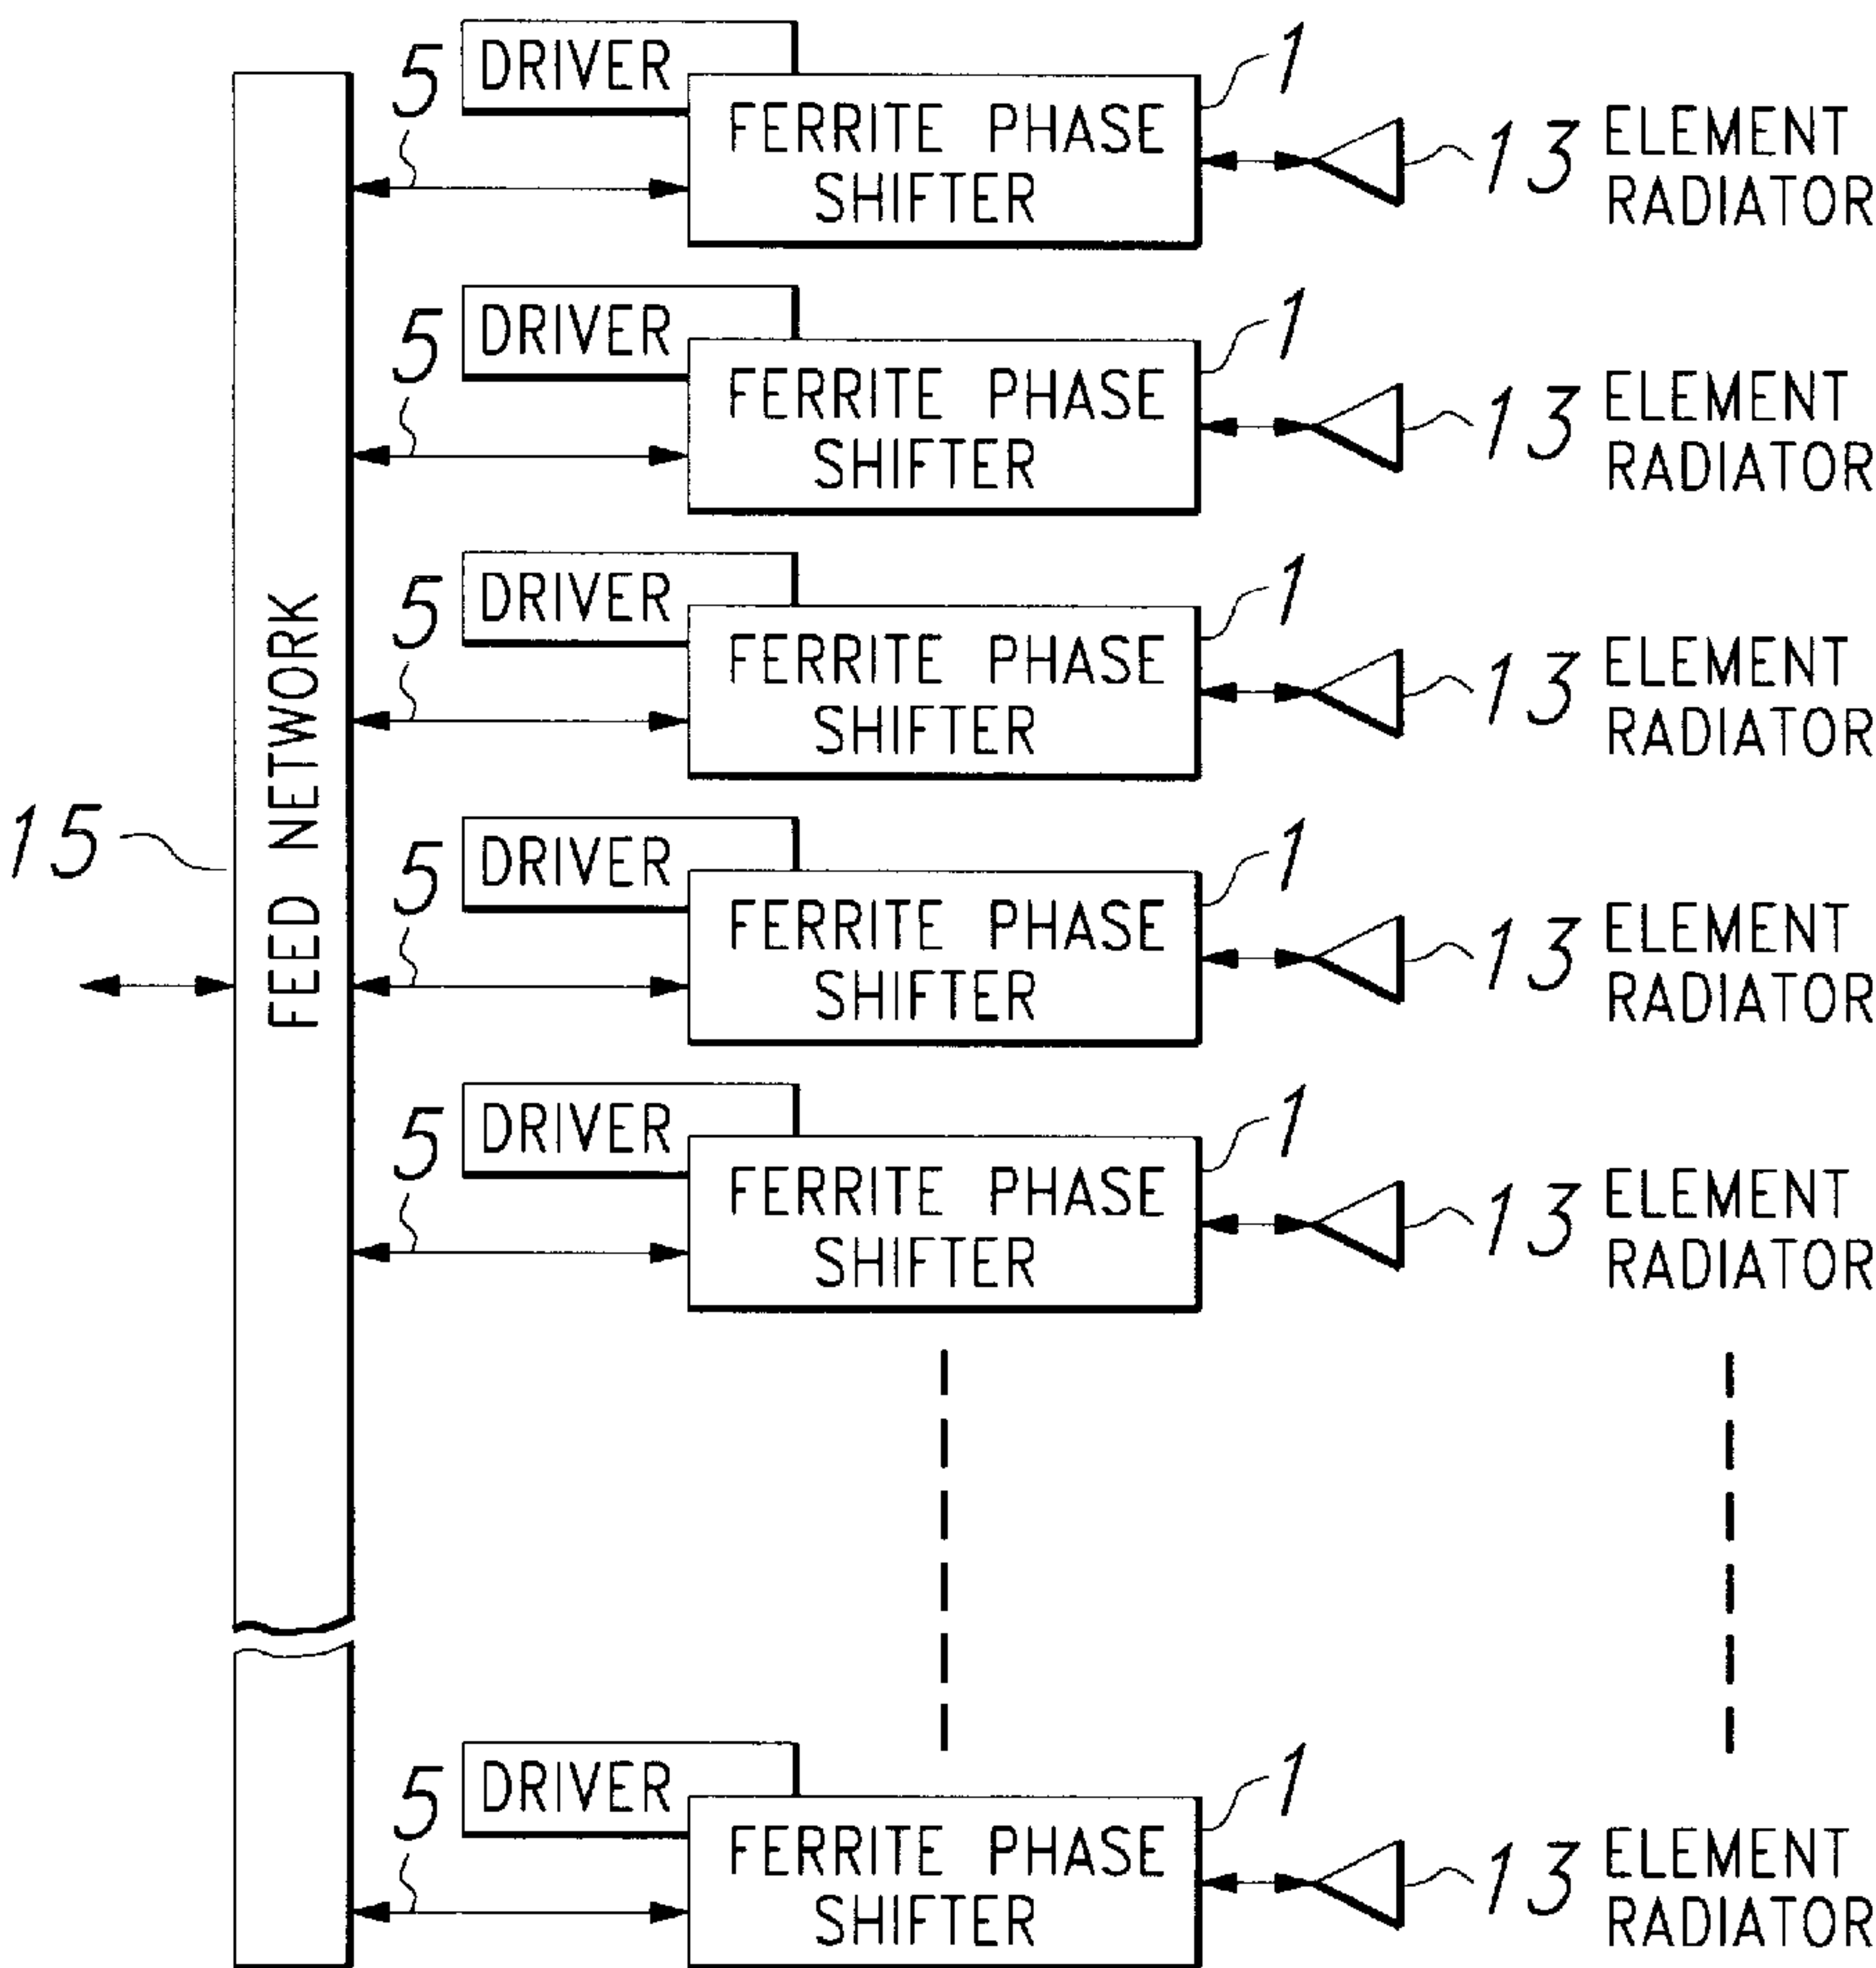 5 DRIVER 1
FERRITE PHASE
SHIFTER
13 ELEMENT
RADIATOR
5 DRIVER 1
FERRITE PHASE
SHIFTER
13 ELEMENT
RADIATOR
5 DRIVER 1
FERRITE PHASE
SHIFTER
13 ELEMENT
RADIATOR
15
FEED NETWORK
5 DRIVER 1
FERRITE PHASE
SHIFTER
13 ELEMENT
RADIATOR
5 DRIVER 1
FERRITE PHASE
SHIFTER
13 ELEMENT
RADIATOR
5 DRIVER 1
FERRITE PHASE
SHIFTER
13 ELEMENT
RADIATOR